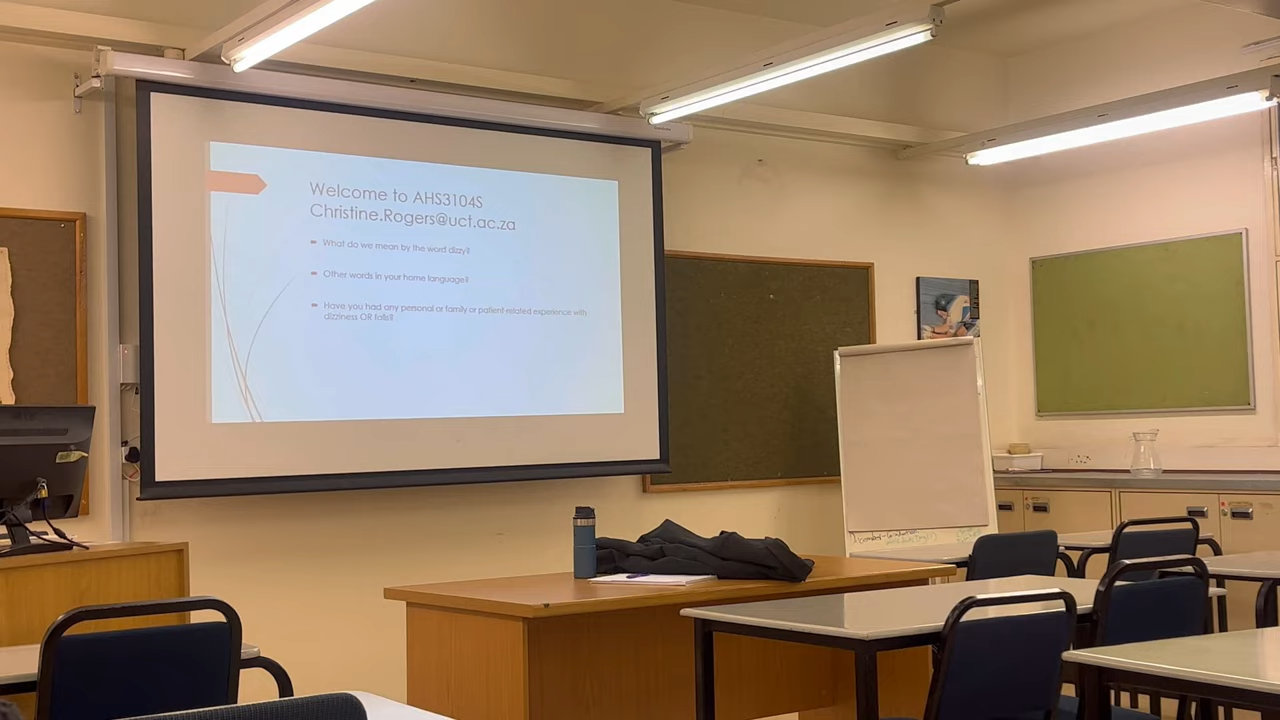 Welcome to AHS3104S
Christine.Rogers@uct.ac.za
What do we mean by the word dizzy?
Other words in your home language?
Have you had any personal or family or patient-related experience with
dizziness OR falls?